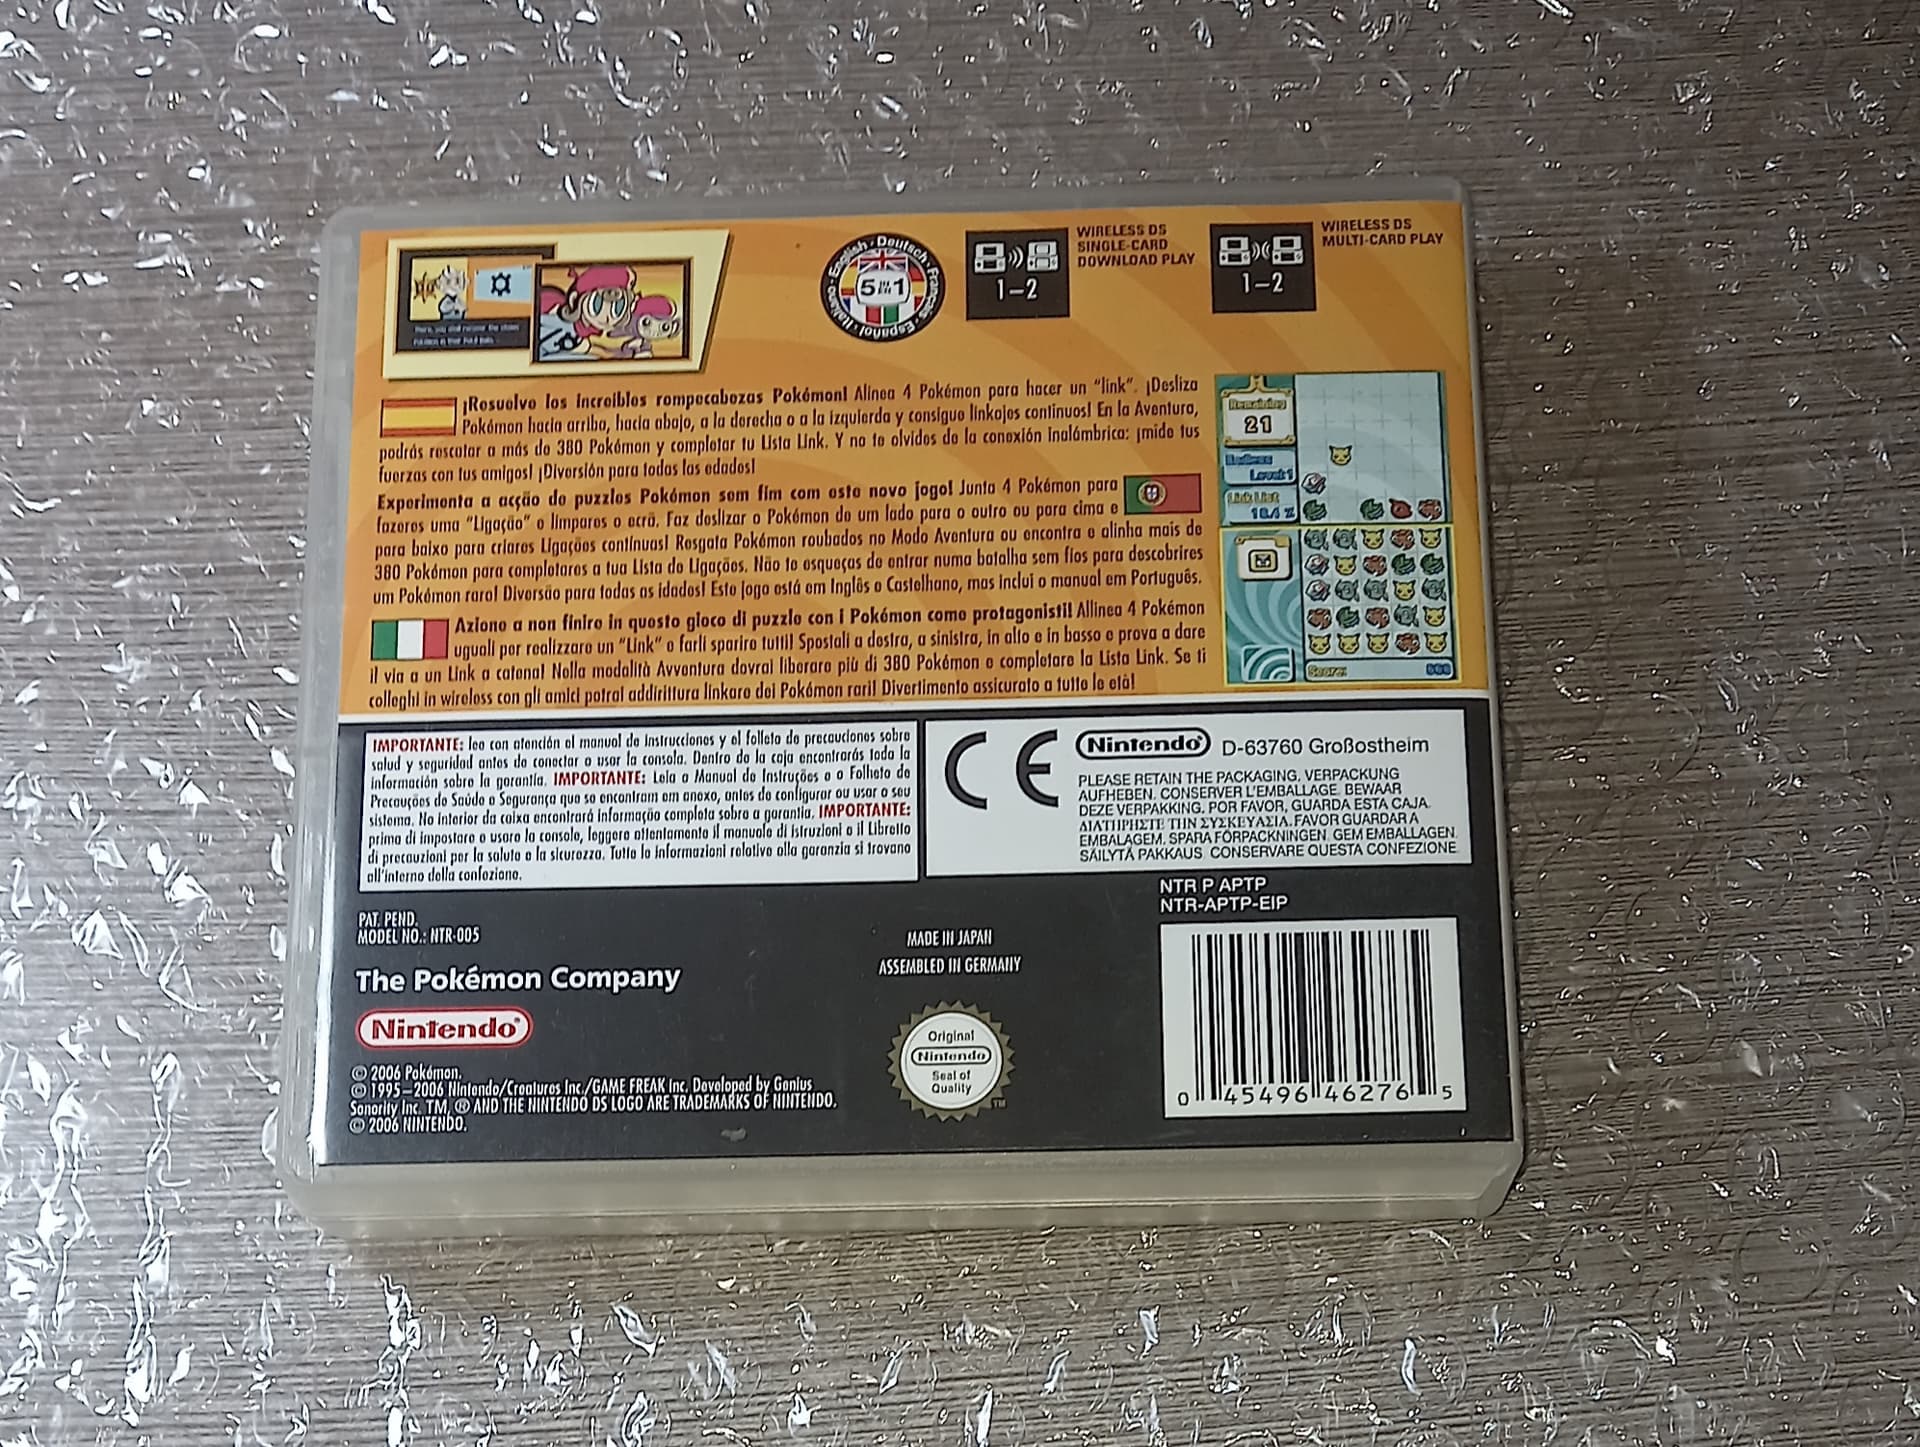 English · Deutsch · Français · Español · Italiano
5 IN 1
1-2
WIRELESS DS
SINGLE-CARD
DOWNLOAD PLAY
1-2
WIRELESS DS
MULTI-CARD PLAY
¡Resuelve los increíbles rompecabezas Pokémon! Alinea 4 Pokémon para hacer un "link". ¡Desliza
Pokémon hacia arriba, hacia abajo, a la derecha o a la izquierda y consigue linkajes continuos! En la Aventura,
podrás rescatar a más de 380 Pokémon y completar tu Lista Link. Y no te olvides de la conexión inalámbrica: ¡mide tus
fuerzas con tus amigos! ¡Diversión para todas las edades!
Experimenta a acção de puzzles Pokémon sem fim com este novo jogo! Junta 4 Pokémon para
fazeres uma "Ligação" e limpares o ecrã. Faz deslizar o Pokémon de um lado para o outro ou para cima e
para baixo para criares Ligações contínuas! Resgata Pokémon roubados no Modo Aventura ou encontra e alinha mais de
380 Pokémon para completares a tua Lista de Ligações. Não te esqueças de entrar numa batalha sem fios para descobrires
um Pokémon raro! Diversão para todas as idades! Este jogo está em Inglês e Castelhano, mas inclui o manual em Português.
Azione a non finire in questo gioco di puzzle con i Pokémon come protagonisti! Allinea 4 Pokémon
uguali per realizzare un "Link" e farli sparire tutti! Spostali a destra, a sinistra, in alto e in basso e prova a dare
il via a un Link a catena! Nella modalità Avventura dovrai liberare più di 380 Pokémon e completare la Lista Link. Se ti
colleghi in wireless con gli amici potrai addirittura linkare dei Pokémon rari! Divertimento assicurato a tutte le età!
Remaining
21
Endless
Level 1
Link List
18.4 %
Score:
IMPORTANTE: lee con atención el manual de instrucciones y el folleto de precauciones sobre
salud y seguridad antes de conectar o usar la consola. Dentro de la caja encontrarás toda la
información sobre la garantía. IMPORTANTE: Leia o Manual de Instruções e o Folheto de
Precauções de Saúde e Segurança que se encontram em anexo, antes de configurar ou usar o seu
sistema. No interior da caixa encontrará informação completa sobre a garantia. IMPORTANTE:
prima di impostare o usare la console, leggere attentamente il manuale di istruzioni e il Libretto
di precauzioni per la salute e la sicurezza. Tutte le informazioni relative alla garanzia si trovano
all'interno della confezione.
CE
Nintendo D-63760 Großostheim
PLEASE RETAIN THE PACKAGING. VERPACKUNG
AUFHEBEN. CONSERVER L'EMBALLAGE. BEWAAR
DEZE VERPAKKING. POR FAVOR, GUARDA ESTA CAJA.
ΔΙΑΤΗΡΗΣΤΕ ΤΗΝ ΣΥΣΚΕΥΑΣΙΑ. FAVOR GUARDAR A
EMBALAGEM. SPARA FÖRPACKNINGEN. GEM EMBALLAGEN.
SÄILYTÄ PAKKAUS. CONSERVARE QUESTA CONFEZIONE.
NTR P APTP
NTR-APTP-EIP
PAT. PEND.
MODEL NO.: NTR-005
MADE IN JAPAN
ASSEMBLED IN GERMANY
The Pokémon Company
Nintendo®
Original
Nintendo
Seal of
Quality
TM
© 2006 Pokémon.
© 1995–2006 Nintendo/Creatures Inc./GAME FREAK Inc. Developed by Genius
Sonority Inc. TM, ® AND THE NINTENDO DS LOGO ARE TRADEMARKS OF NINTENDO.
© 2006 NINTENDO.
0 45496 46276 5